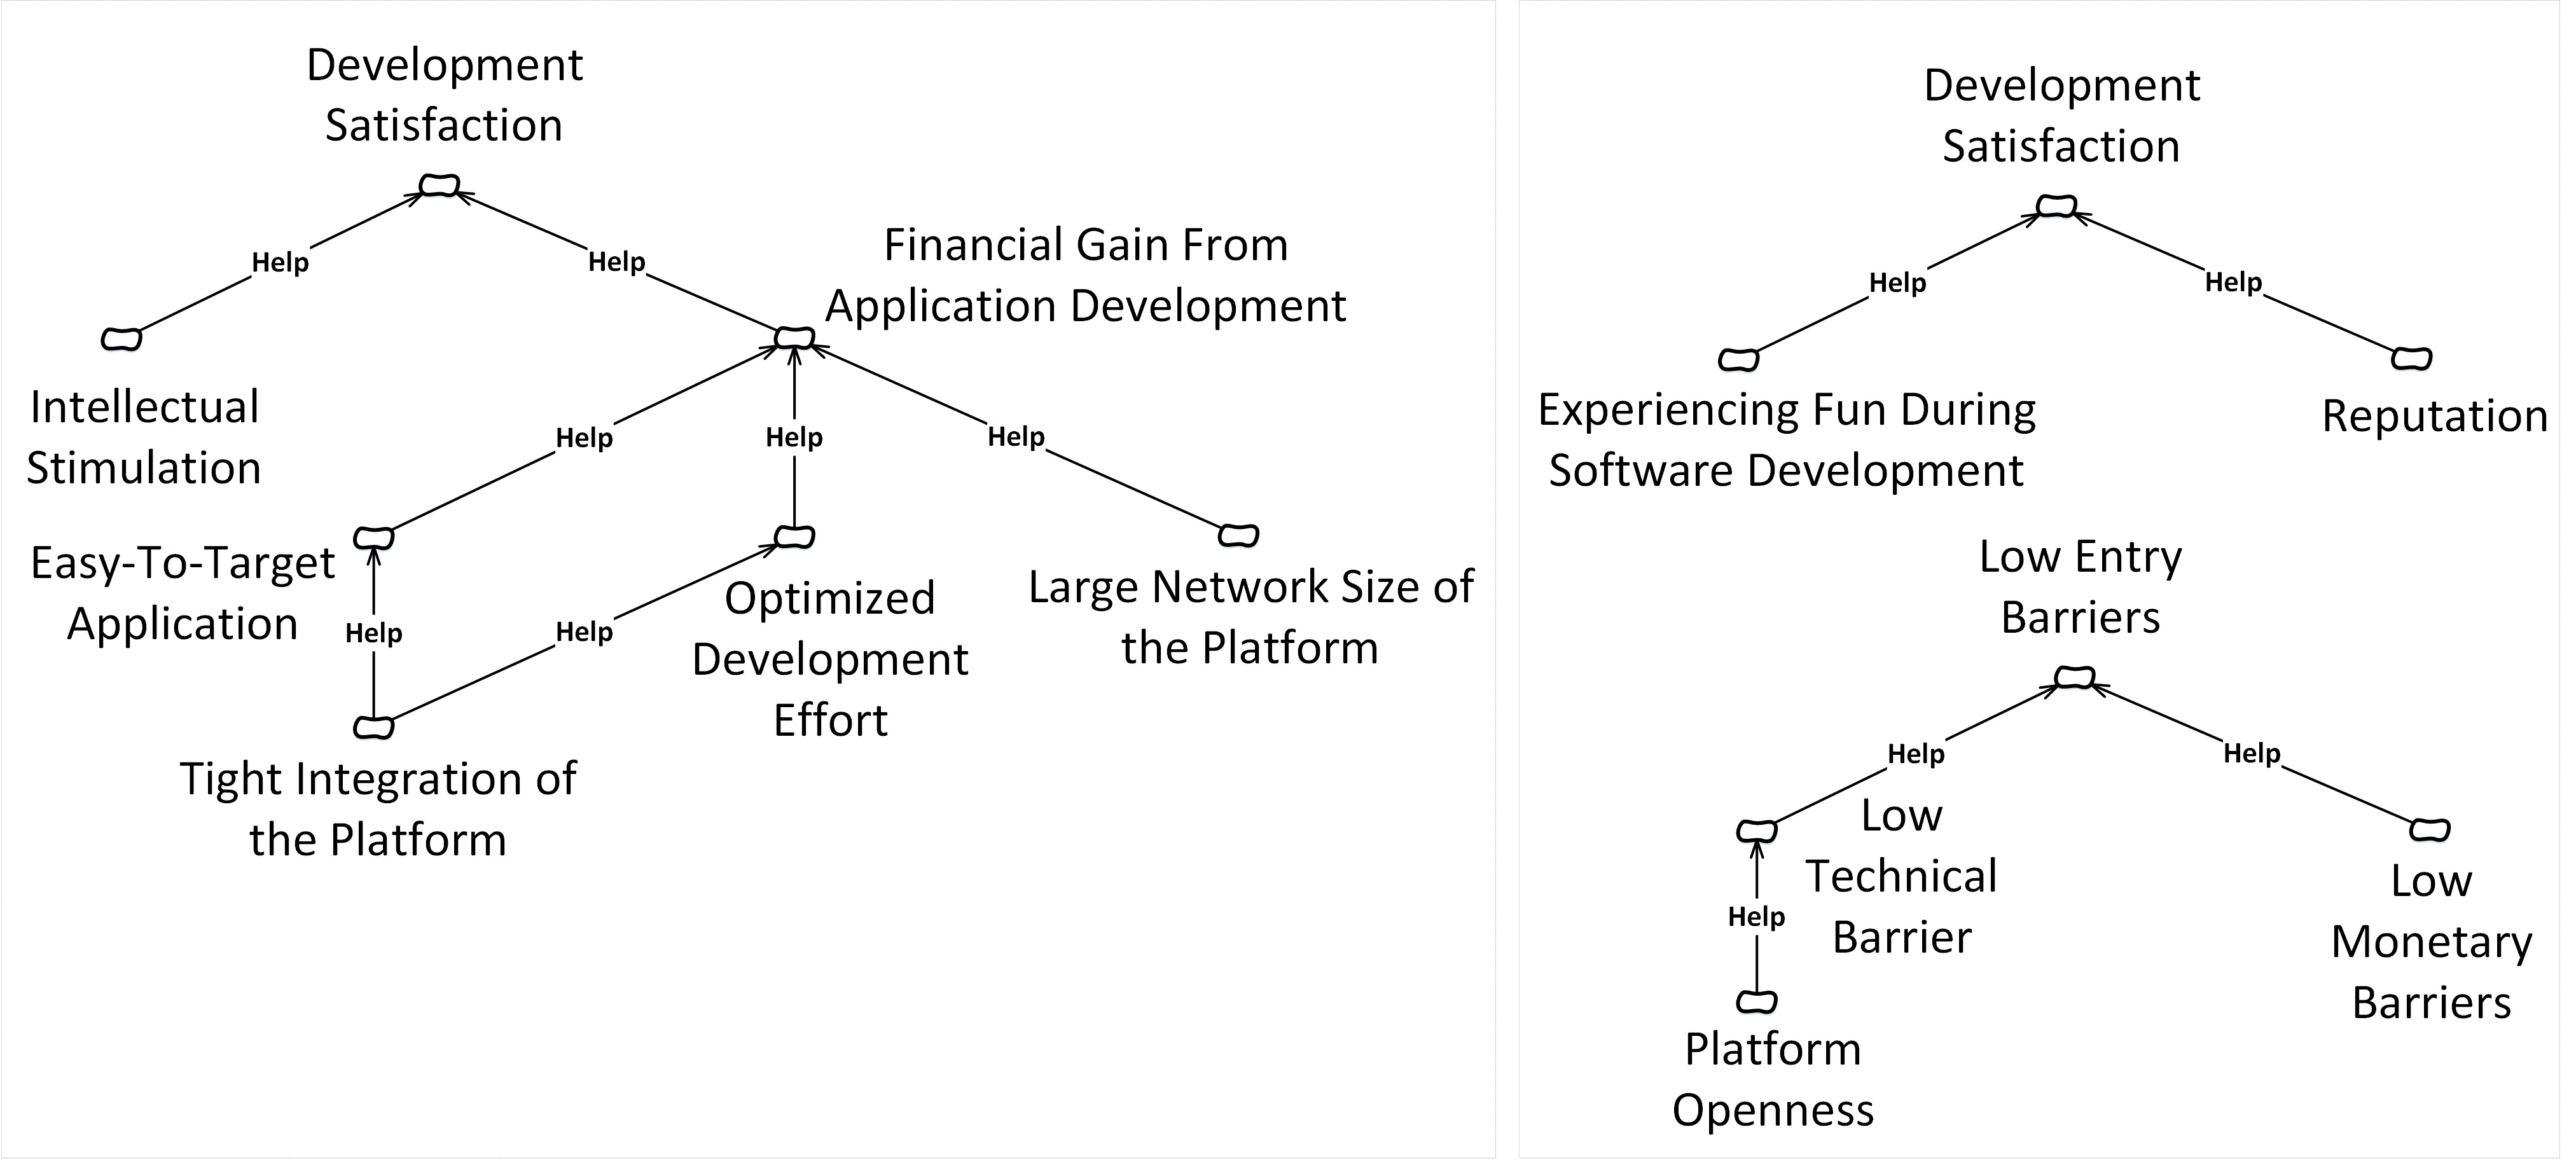 Development
Satisfaction
Help
Help
Financial Gain From
Application Development
Intellectual
Stimulation
Help
Help
Help
Easy-To-Target
Application
Help
Help
Optimized
Development
Effort
Large Network Size of
the Platform
Tight Integration of
the Platform
Development
Satisfaction
Help
Help
Experiencing Fun During
Software Development
Reputation
Low Entry
Barriers
Help
Help
Low
Technical
Barrier
Help
Low
Monetary
Barriers
Platform
Openness